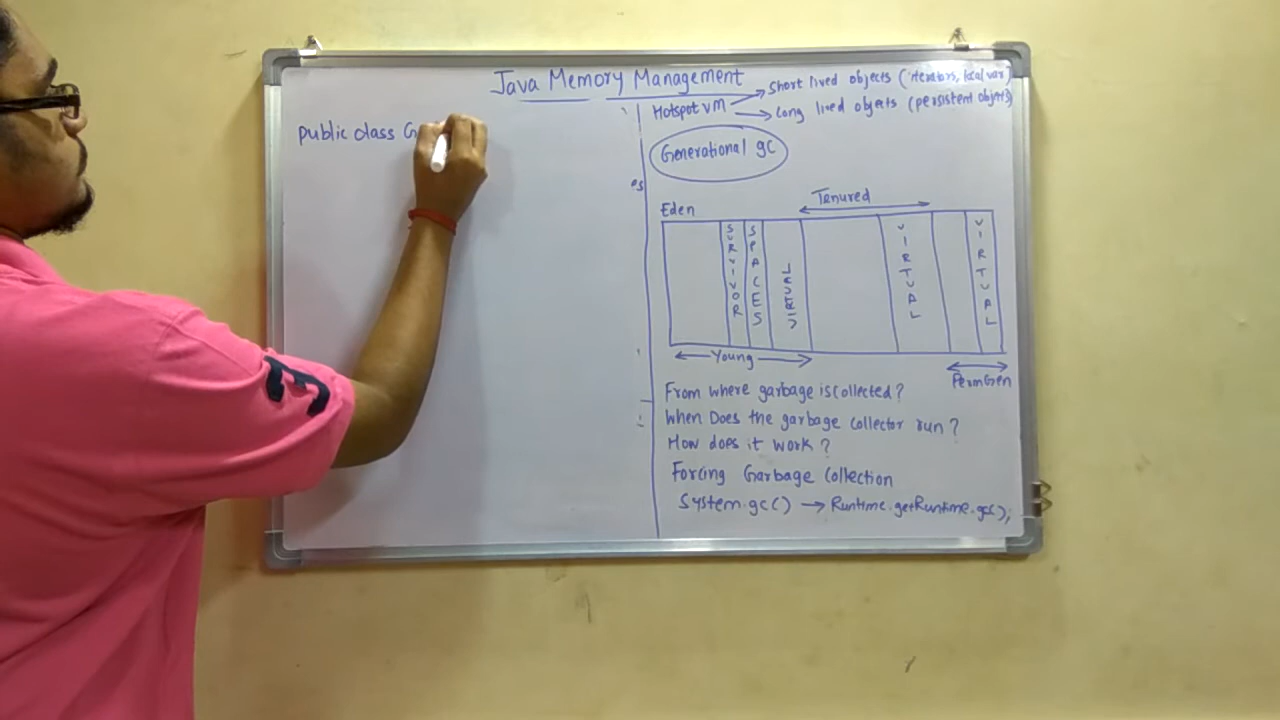 Java Memory Management
public class G
Hotspot vm
Short lived objects (iterators, local var)
Long lived objects (persistent objects)
Generational gc
es
Eden
Tenured
SURVIVOR
SPACES
VIRTUAL
VIRTUAL
VIRTUAL
Young
PermGen
From where garbage is collected?
When Does the garbage collector run?
How does it work?
Forcing Garbage Collection
System.gc() → Runtime.getRuntime.gc();